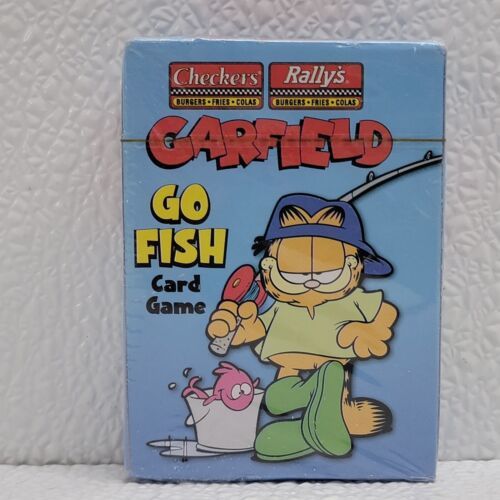 Checkers Rally's
BURGERS • FRIES • COLAS BURGERS • FRIES • COLAS
GARFIELD
GO
FISH
Card
Game